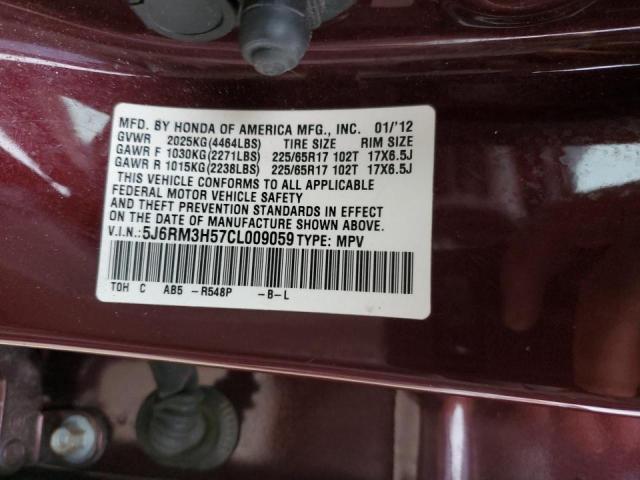 MFD. BY HONDA OF AMERICA MFG., INC. 01/'12
GVWR 2025KG(4464LBS) TIRE SIZE RIM SIZE
GAWR F 1030KG(2271LBS) 225/65R17 102T 17X6.5J
GAWR R 1015KG(2238LBS) 225/65R17 102T 17X6.5J
THIS VEHICLE CONFORMS TO ALL APPLICABLE
FEDERAL MOTOR VEHICLE SAFETY
AND THEFT PREVENTION STANDARDS IN EFFECT
ON THE DATE OF MANUFACTURE SHOWN ABOVE.
V.I.N.: 5J6RM3H57CL009059 TYPE: MPV
TOH C AB5 -R548P -B-L